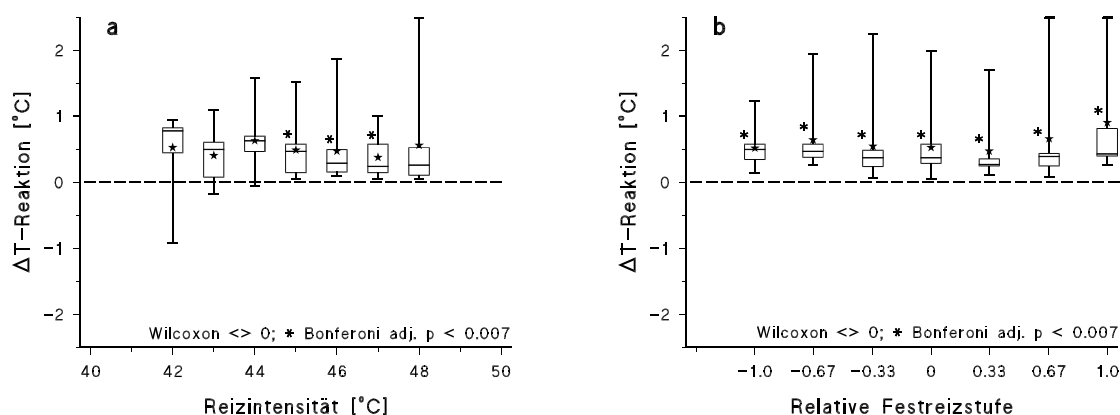 a
2
1
0
−1
−2
ΔT−Reaktion [°C]
Wilcoxon <> 0; * Bonferoni adj. p < 0.007
40 42 44 46 48 50
Reizintensität [°C]
b
2
1
0
−1
−2
ΔT−Reaktion [°C]
Wilcoxon <> 0; * Bonferoni adj. p < 0.007
−1.0 −0.67 −0.33 0 0.33 0.67 1.0
Relative Festreizstufe